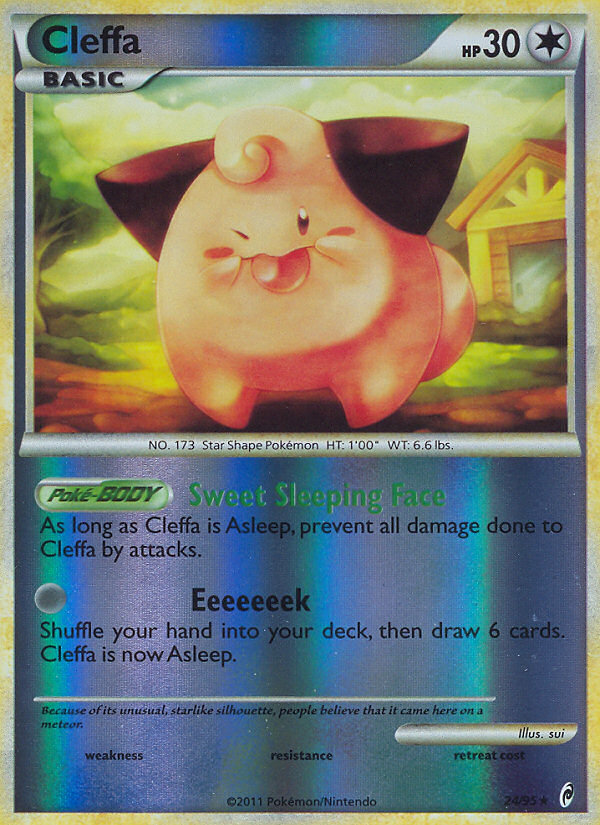 Cleffa
HP 30
BASIC
NO. 173 Star Shape Pokémon HT: 1'00" WT: 6.6 lbs.
Poké-BODY Sweet Sleeping Face
As long as Cleffa is Asleep, prevent all damage done to
Cleffa by attacks.
Eeeeeeek
Shuffle your hand into your deck, then draw 6 cards.
Cleffa is now Asleep.
Because of its unusual, starlike silhouette, people believe that it came here on a
meteor.
Illus. sui
weakness resistance retreat cost
©2011 Pokémon/Nintendo 24/95 ★